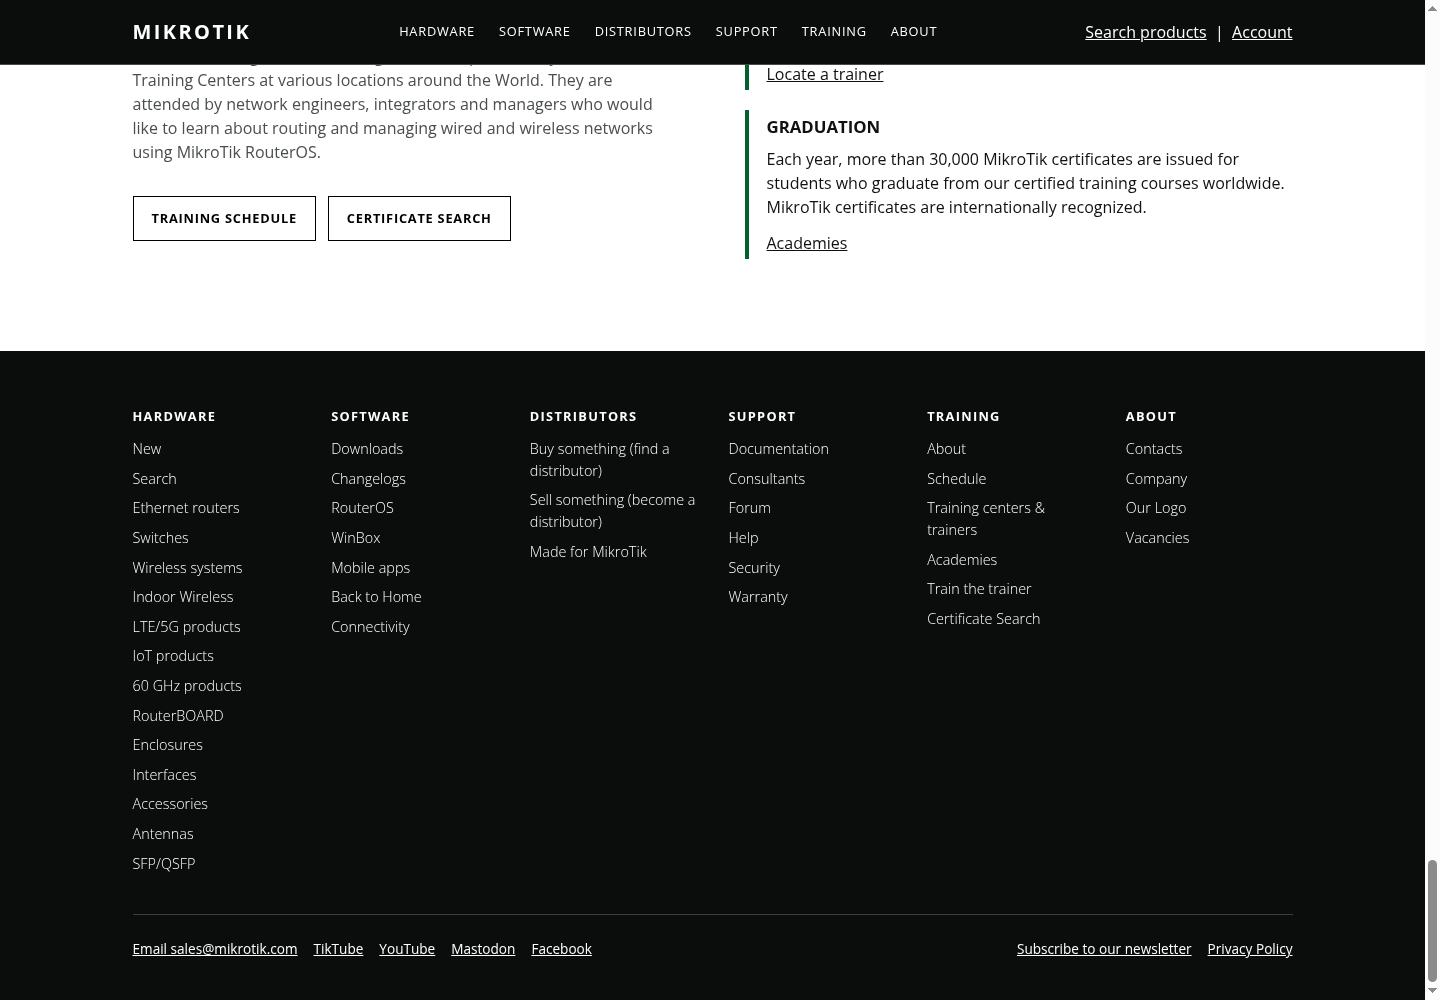 MIKROTIK
HARDWARE SOFTWARE DISTRIBUTORS SUPPORT TRAINING ABOUT
Search products | Account
Training Centers at various locations around the World. They are
attended by network engineers, integrators and managers who would
like to learn about routing and managing wired and wireless networks
using MikroTik RouterOS.
TRAINING SCHEDULE
CERTIFICATE SEARCH
Locate a trainer
GRADUATION
Each year, more than 30,000 MikroTik certificates are issued for
students who graduate from our certified training courses worldwide.
MikroTik certificates are internationally recognized.
Academies
HARDWARE
New
Search
Ethernet routers
Switches
Wireless systems
Indoor Wireless
LTE/5G products
IoT products
60 GHz products
RouterBOARD
Enclosures
Interfaces
Accessories
Antennas
SFP/QSFP
SOFTWARE
Downloads
Changelogs
RouterOS
WinBox
Mobile apps
Back to Home
Connectivity
DISTRIBUTORS
Buy something (find a
distributor)
Sell something (become a
distributor)
Made for MikroTik
SUPPORT
Documentation
Consultants
Forum
Help
Security
Warranty
TRAINING
About
Schedule
Training centers &
trainers
Academies
Train the trainer
Certificate Search
ABOUT
Contacts
Company
Our Logo
Vacancies
Email sales@mikrotik.com TikTube YouTube Mastodon Facebook
Subscribe to our newsletter Privacy Policy